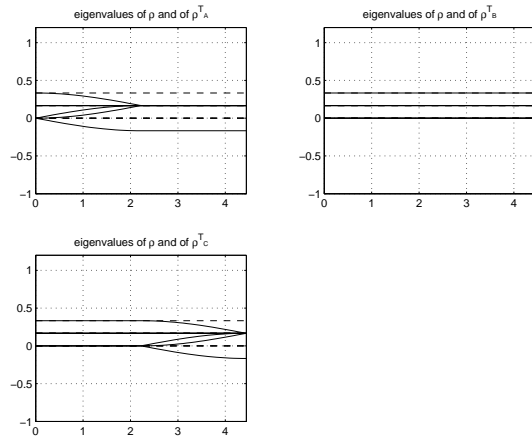 eigenvalues of ρ and of ρ^T_A
1
0.5
0
−0.5
−1
0 1 2 3 4
eigenvalues of ρ and of ρ^T_B
1
0.5
0
−0.5
−1
0 1 2 3 4
eigenvalues of ρ and of ρ^T_C
1
0.5
0
−0.5
−1
0 1 2 3 4